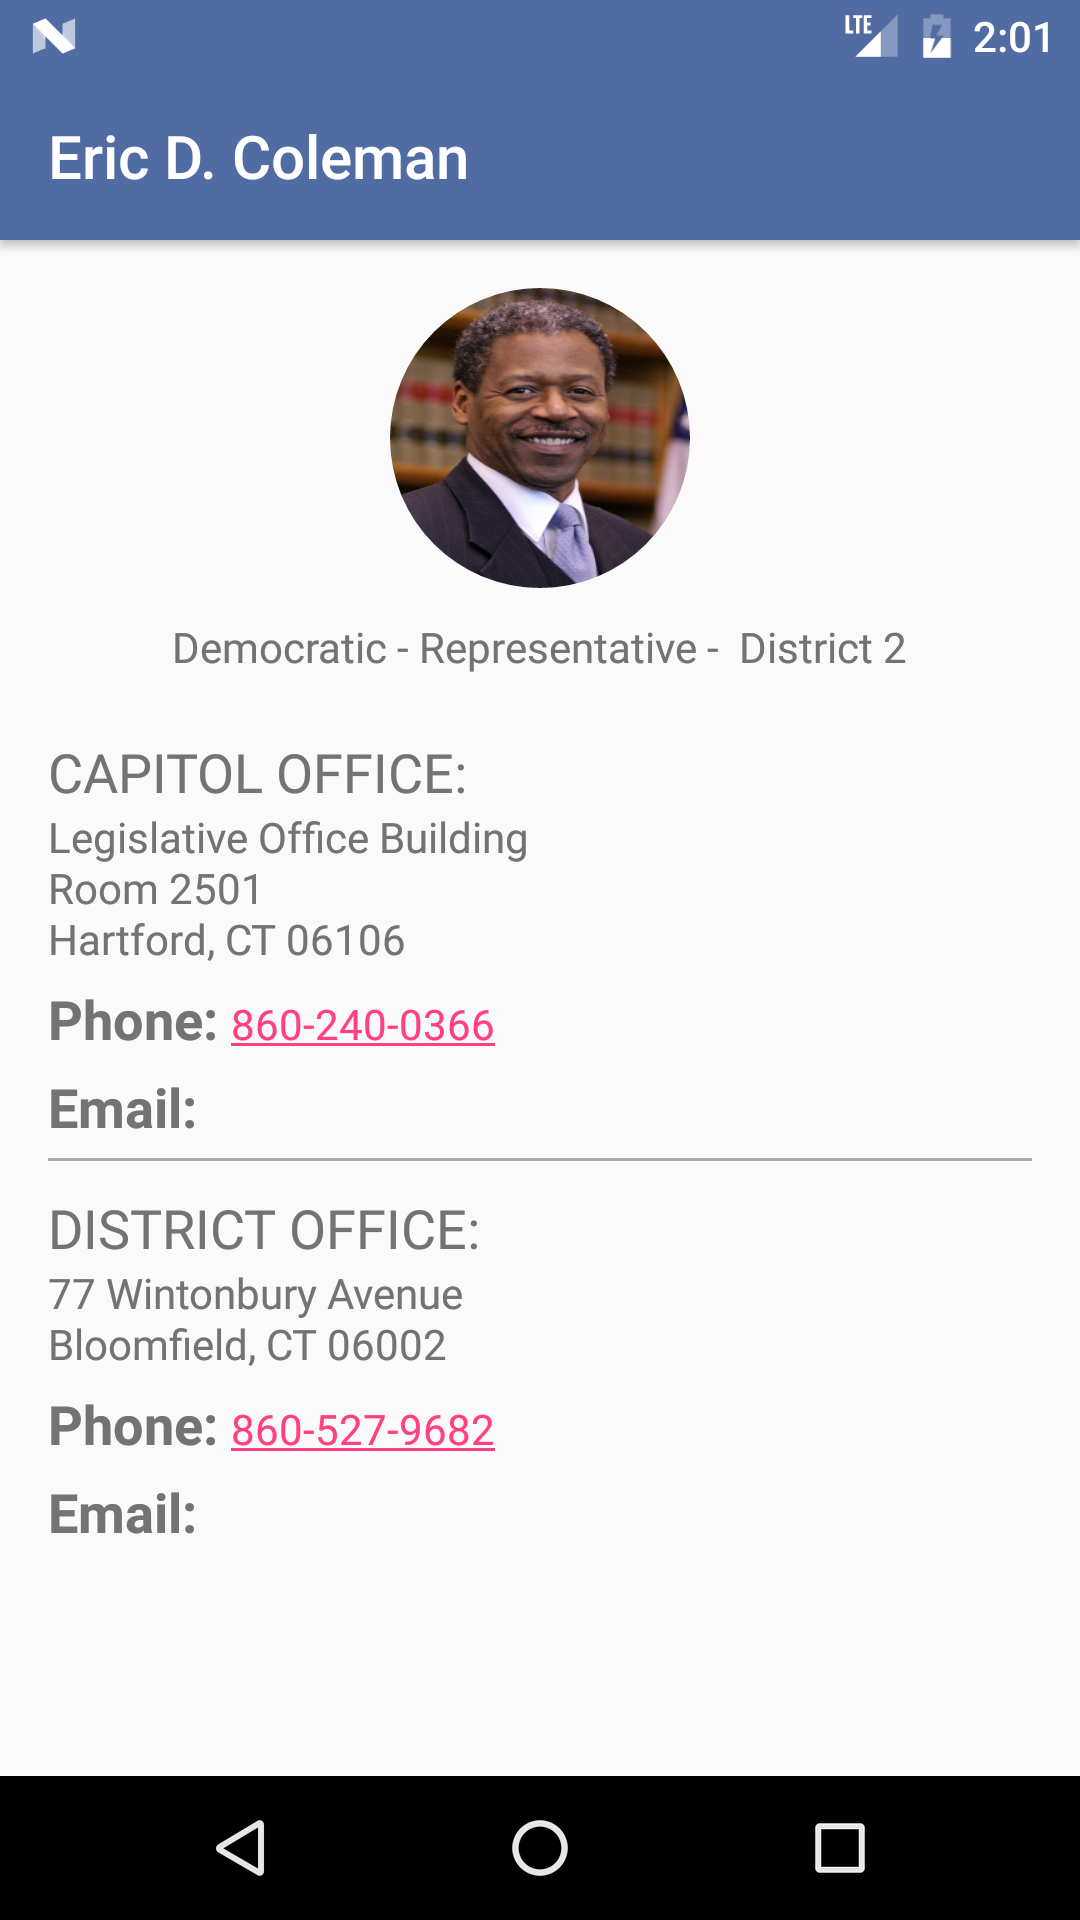 LTE 2:01
Eric D. Coleman
Democratic - Representative -  District 2
CAPITOL OFFICE:
Legislative Office Building
Room 2501
Hartford, CT 06106
Phone: 860-240-0366
Email:
DISTRICT OFFICE:
77 Wintonbury Avenue
Bloomfield, CT 06002
Phone: 860-527-9682
Email: